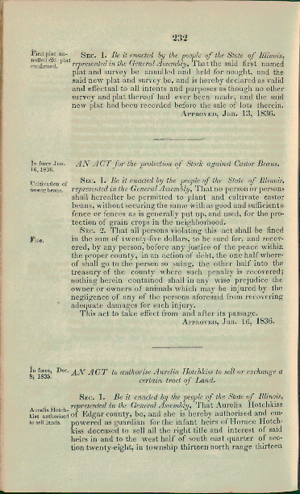 232
First plat an-
nulled old plat
confirmed.
SEC. 1. Be it enacted by the people of the State of Illinois,
represented in the General Assembly, That the said first named
plat and survey be annulled and held for nought, and the
said new plat and survey be, and is hereby declared as valid
and effectual to all intents and purposes as though no other
survey and plat thereof had ever been made, and the said
new plat had been recorded before the sale of lots therein.
APPROVED, Jan. 13, 1836.
In force Jan.
16, 1836.
AN ACT for the protection of Stock against Castor Beans.
Cultivation of
castor beans.
SEC. 1. Be it enacted by the people of the State of Illinois,
represented in the General Assembly, That no person or persons
shall hereafter be permitted to plant and cultivate castor
beans, without securing the same with as good and sufficient a
fence or fences as is generally put up, and used, for the pro-
tection of grain crops in the neighborhood.
Fine.
SEC. 2. That all persons violating this act shall be fined
in the sum of twenty-five dollars, to be sued for, and recov-
ered, by any person, before any justice of the peace within
the proper county, in an action of debt, the one half where-
of shall go to the person so suing, the other half into the
treasury of the county where such penalty is recovered;
nothing herein contained shall in any wise prejudice the
owner or owners of animals which may be injured by the
negligence of any of the persons aforesaid from recovering
adequate damages for such injury.
This act to take effect from and after its passage.
APPROVED, Jan. 16, 1836.
In force, Dec.
8, 1835.
AN ACT to authorise Aurelia Hotchkiss to sell or exchange a
certain tract of Land.
Aurelia Hotch-
kiss authorised
to sell lands.
SEC. 1. Be it enacted by the people of the State of Illinois,
represented in the General Assembly, That Aurelia Hotchkiss
of Edgar county, be, and she is hereby authorized and em-
powered as guardian for the infant heirs of Horace Hotch-
kiss deceased to sell all the right title and interest of said
heirs in and to the west half of south east quarter of sec-
tion twenty-eight, in township thirteen north range thirteen